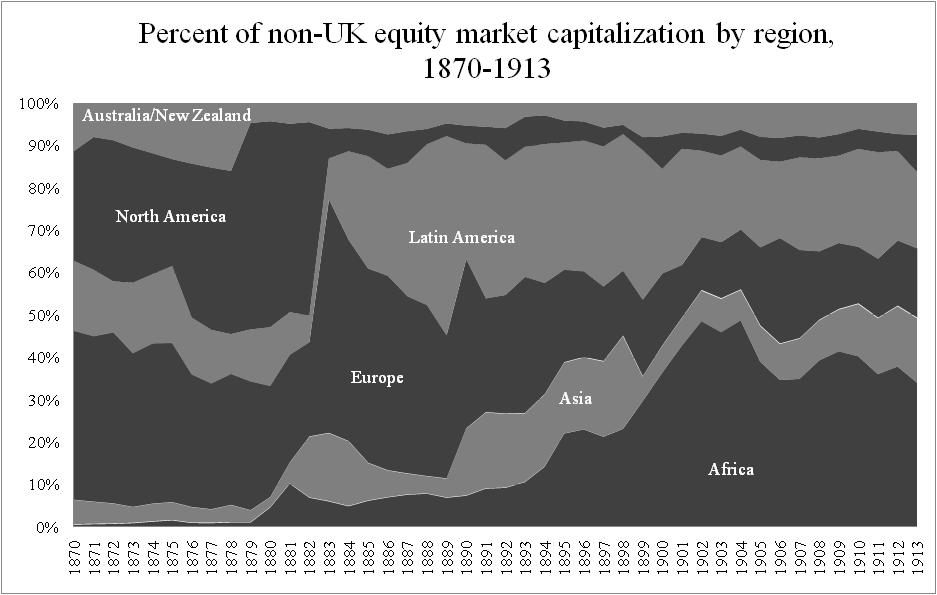 Percent of non-UK equity market capitalization by region,
1870-1913
100%
Australia/New Zealand
90%
80%
North America
70%
Latin America
60%
50%
40%
Europe
Asia
30%
20%
Africa
10%
0%
1870 1871 1872 1873 1874 1875 1876 1877 1878 1879 1880 1881 1882 1883 1884 1885 1886 1887 1888 1889 1890 1891 1892 1893 1894 1895 1896 1897 1898 1899 1900 1901 1902 1903 1904 1905 1906 1907 1908 1909 1910 1911 1912 1913